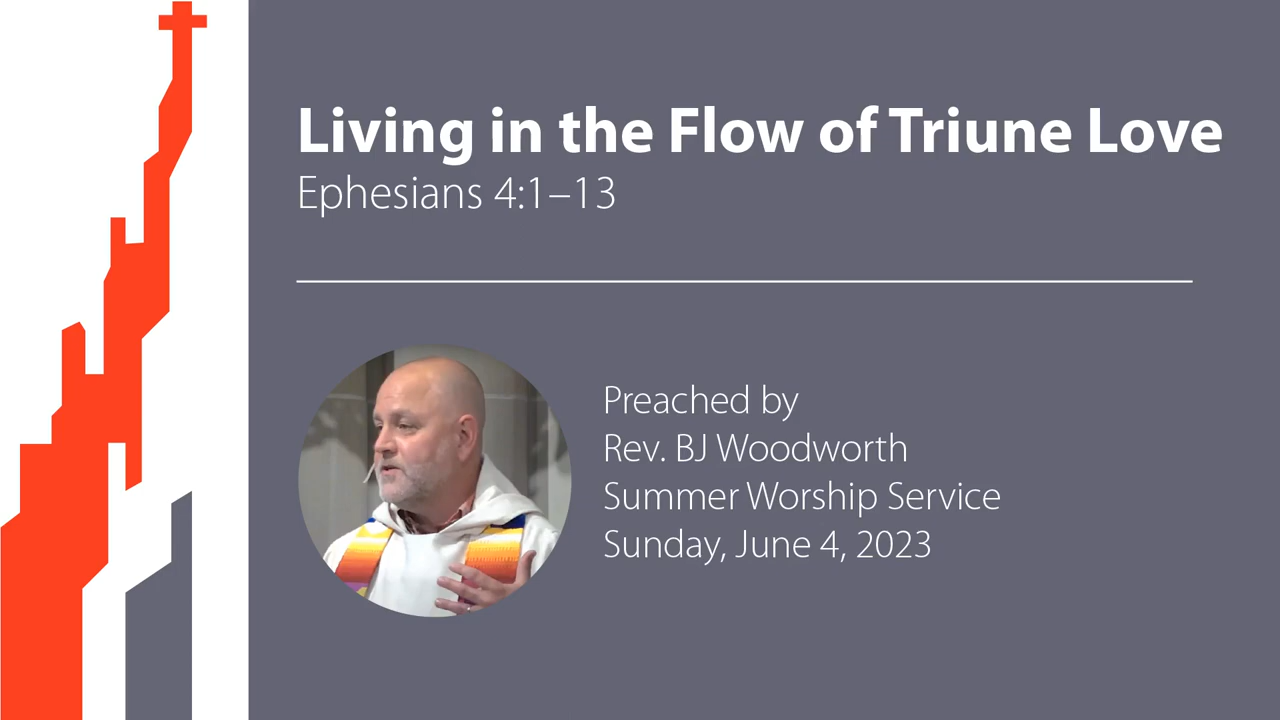 Living in the Flow of Triune Love
Ephesians 4:1–13
Preached by
Rev. BJ Woodworth
Summer Worship Service
Sunday, June 4, 2023